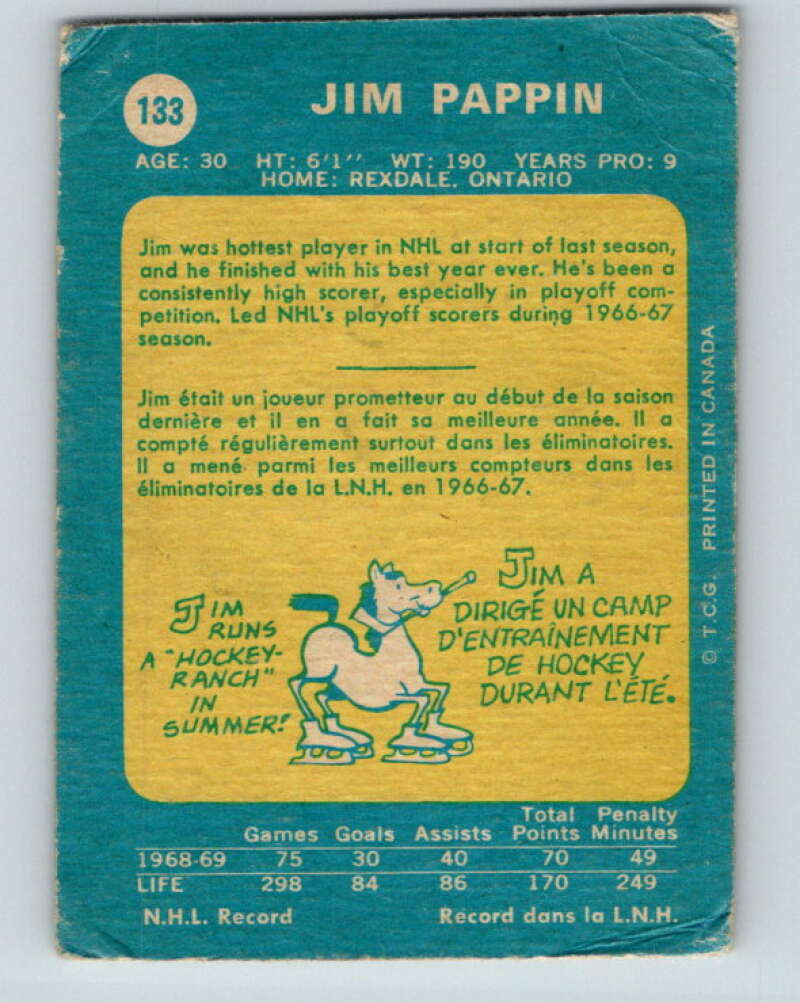 133
JIM PAPPIN
AGE: 30 HT: 6'1'' WT: 190 YEARS PRO: 9
HOME: REXDALE. ONTARIO
Jim was hottest player in NHL at start of last season,
and he finished with his best year ever. He's been a
consistently high scorer, especially in playoff com-
petition. Led NHL's playoff scorers during 1966-67
season.
Jim était un joueur prometteur au début de la saison
dernière et il en a fait sa meilleure année. Il a
compté régulièrement surtout dans les éliminatoires.
Il a mené parmi les meilleurs compteurs dans les
éliminatoires de la L.N.H. en 1966-67.
JIM
RUNS
A "HOCKEY-
RANCH"
IN
SUMMER!
JIM A
DIRIGÉ UN CAMP
D'ENTRAÎNEMENT
DE HOCKEY
DURANT L'ÉTÉ.
© T.C.G. PRINTED IN CANADA
Total Penalty
Games Goals Assists Points Minutes
1968-69 75 30 40 70 49
LIFE 298 84 86 170 249
N.H.L. Record Record dans la L.N.H.